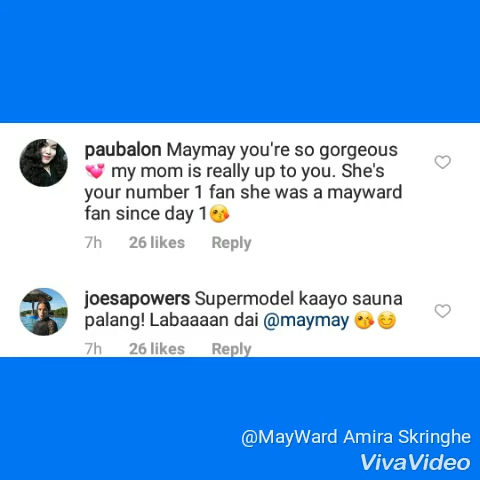 paubalon Maymay you're so gorgeous
💞 my mom is really up to you. She's
your number 1 fan she was a mayward
fan since day 1😘
7h 26 likes Reply
joesapowers Supermodel kaayo sauna
palang! Labaaaan dai @maymay 😘😊
7h 26 likes Reply
@MayWard Amira Skringhe
VivaVideo